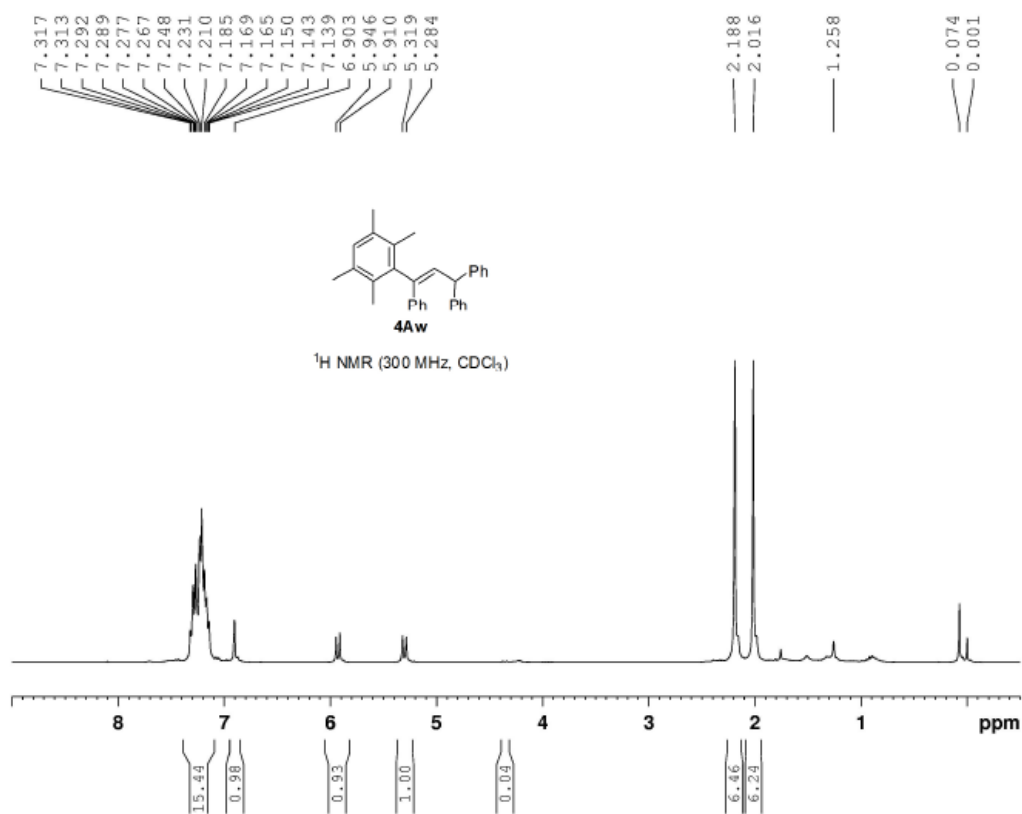 7.317 7.313 7.292 7.289 7.277 7.267 7.248 7.231 7.210 7.185 7.169 7.165 7.150 7.143 7.139 6.903 5.946 5.910 5.319 5.284 2.188 2.016 1.258 0.074 0.001
Ph
Ph Ph
4Aw
¹H NMR (300 MHz, CDCl₃)
8 7 6 5 4 3 2 1 ppm
15.44 0.98 0.93 1.00 0.04 6.46 6.24